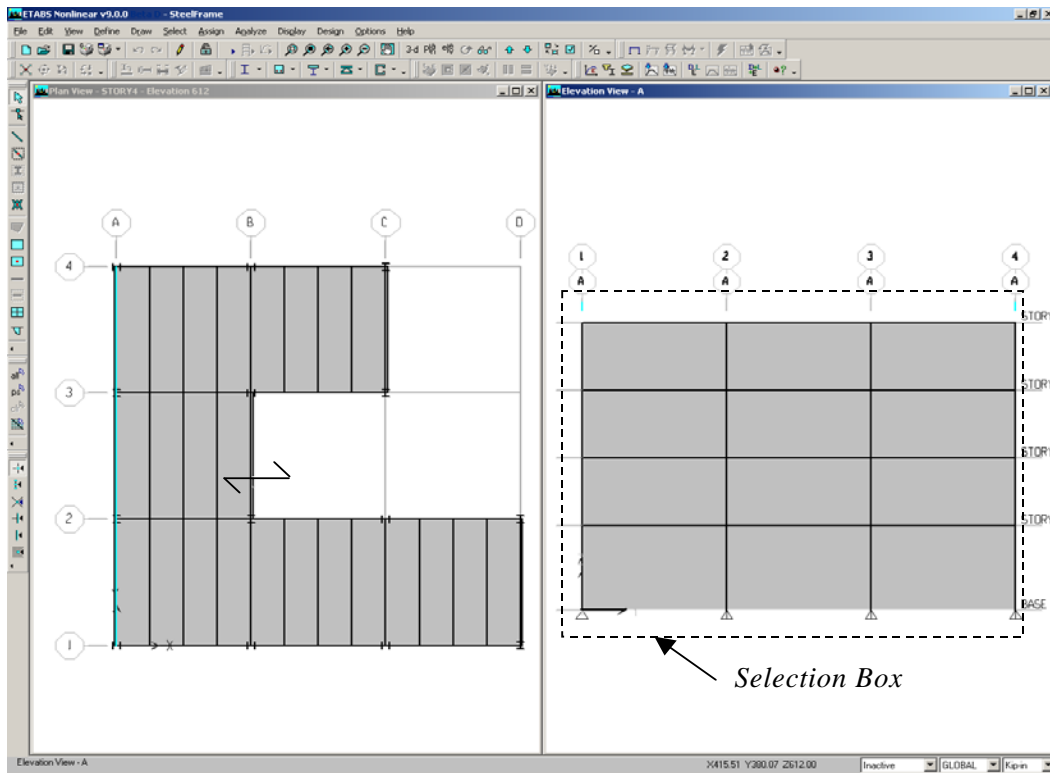 ETABS Nonlinear v9.0.0 - SteelFrame
File Edit View Define Draw Select Assign Analyze Display Design Options Help
3-d
Plan View - STORY4 - Elevation 612
Elevation View - A
A B C D
4
3
2
1
X
1 2 3 4
A A A A
STORY
STORY
STORY
STORY
BASE
Selection Box
Elevation View - A
X415.51 Y380.07 Z612.00
Inactive
GLOBAL
Kip-in